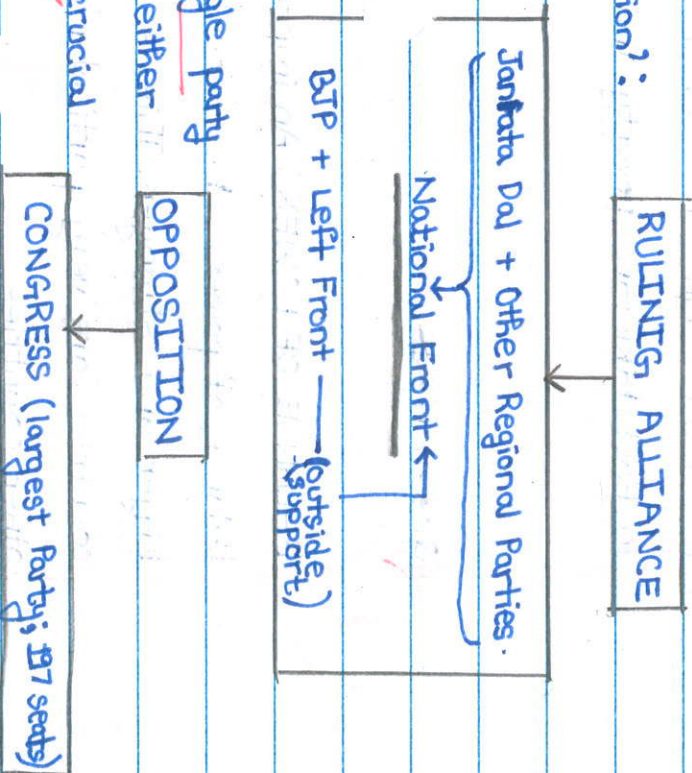 ion?:
RULINIG ALLIANCE
Janata Dal + Other Regional Parties.
National Front
BJP + Left Front — (outside
support)
gle party
either
OPPOSITION
crucial
CONGRESS (largest Party; 197 seats)